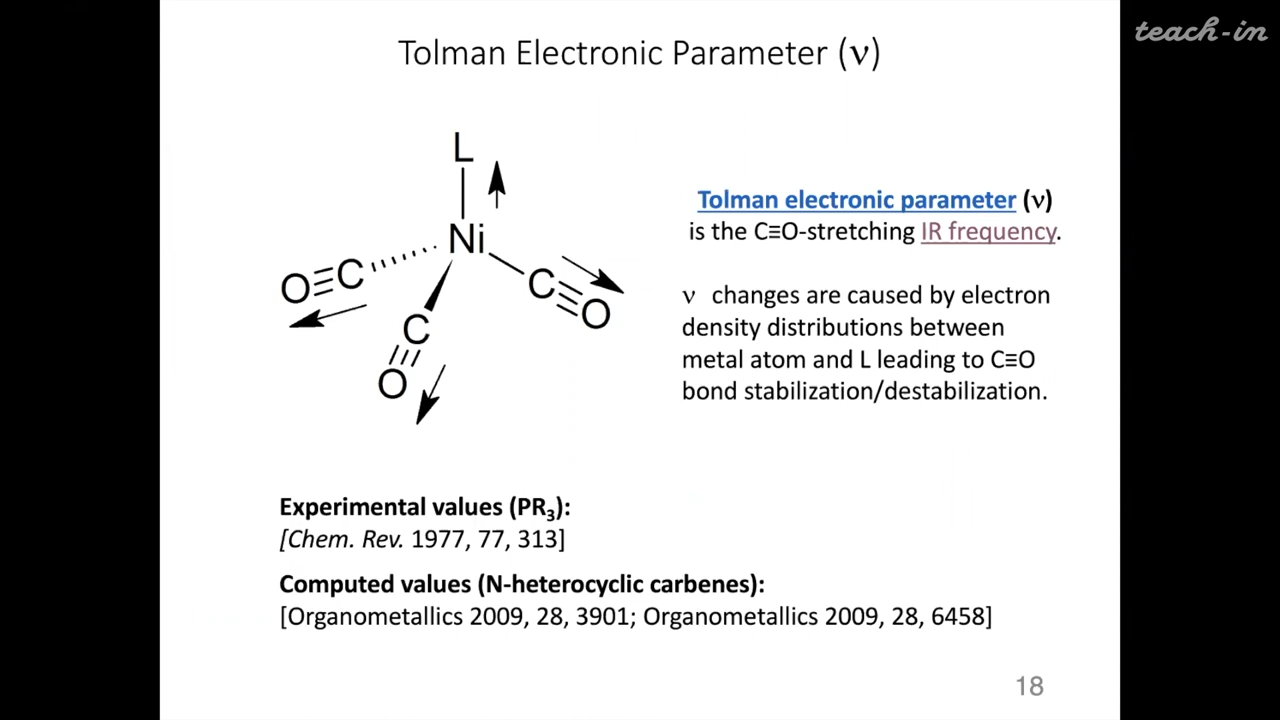 teach-in
Tolman Electronic Parameter (ν)
L
Ni
O≡C
C≡O
C
≡
O
Tolman electronic parameter (ν)
is the C≡O-stretching IR frequency.
ν changes are caused by electron
density distributions between
metal atom and L leading to C≡O
bond stabilization/destabilization.
Experimental values (PR₃):
[Chem. Rev. 1977, 77, 313]
Computed values (N-heterocyclic carbenes):
[Organometallics 2009, 28, 3901; Organometallics 2009, 28, 6458]
18